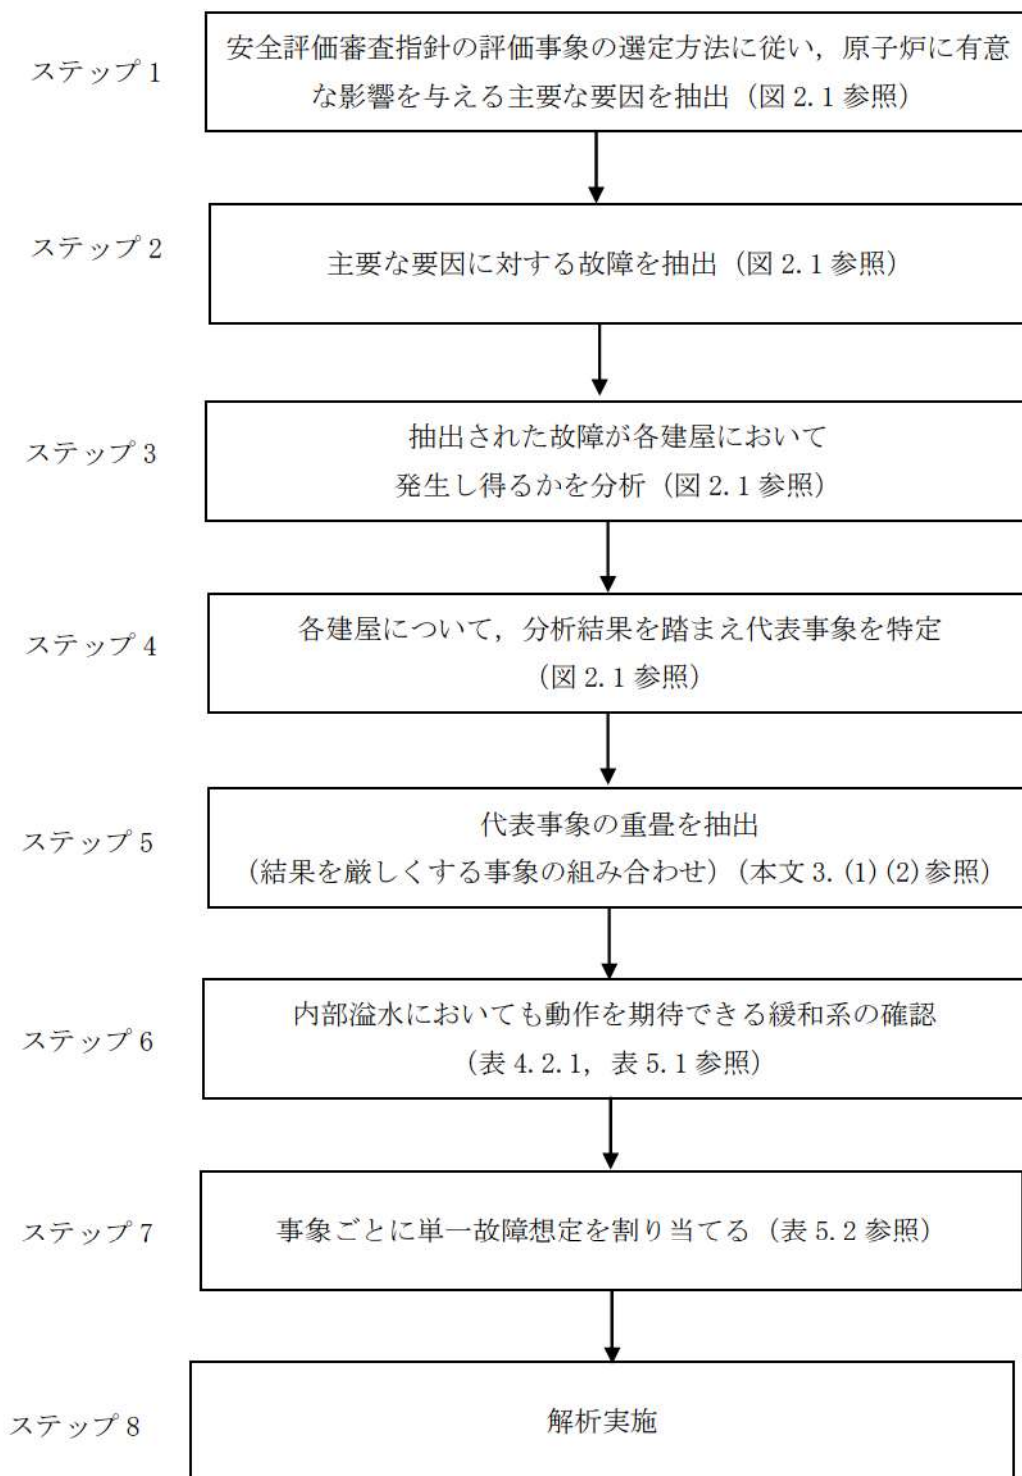 ステップ 1
安全評価審査指針の評価事象の選定方法に従い，原子炉に有意
な影響を与える主要な要因を抽出（図 2.1 参照）
ステップ 2
主要な要因に対する故障を抽出（図 2.1 参照）
ステップ 3
抽出された故障が各建屋において
発生し得るかを分析（図 2.1 参照）
ステップ 4
各建屋について，分析結果を踏まえ代表事象を特定
（図 2.1 参照）
ステップ 5
代表事象の重畳を抽出
（結果を厳しくする事象の組み合わせ）（本文 3.(1)(2)参照）
ステップ 6
内部溢水においても動作を期待できる緩和系の確認
（表 4.2.1，表 5.1 参照）
ステップ 7
事象ごとに単一故障想定を割り当てる（表 5.2 参照）
ステップ 8
解析実施